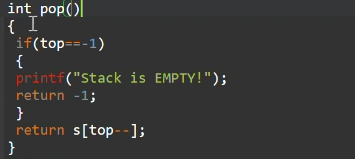 int pop()
{
if(top==-1)
{
printf("Stack is EMPTY!");
return -1;
}
return s[top--];
}